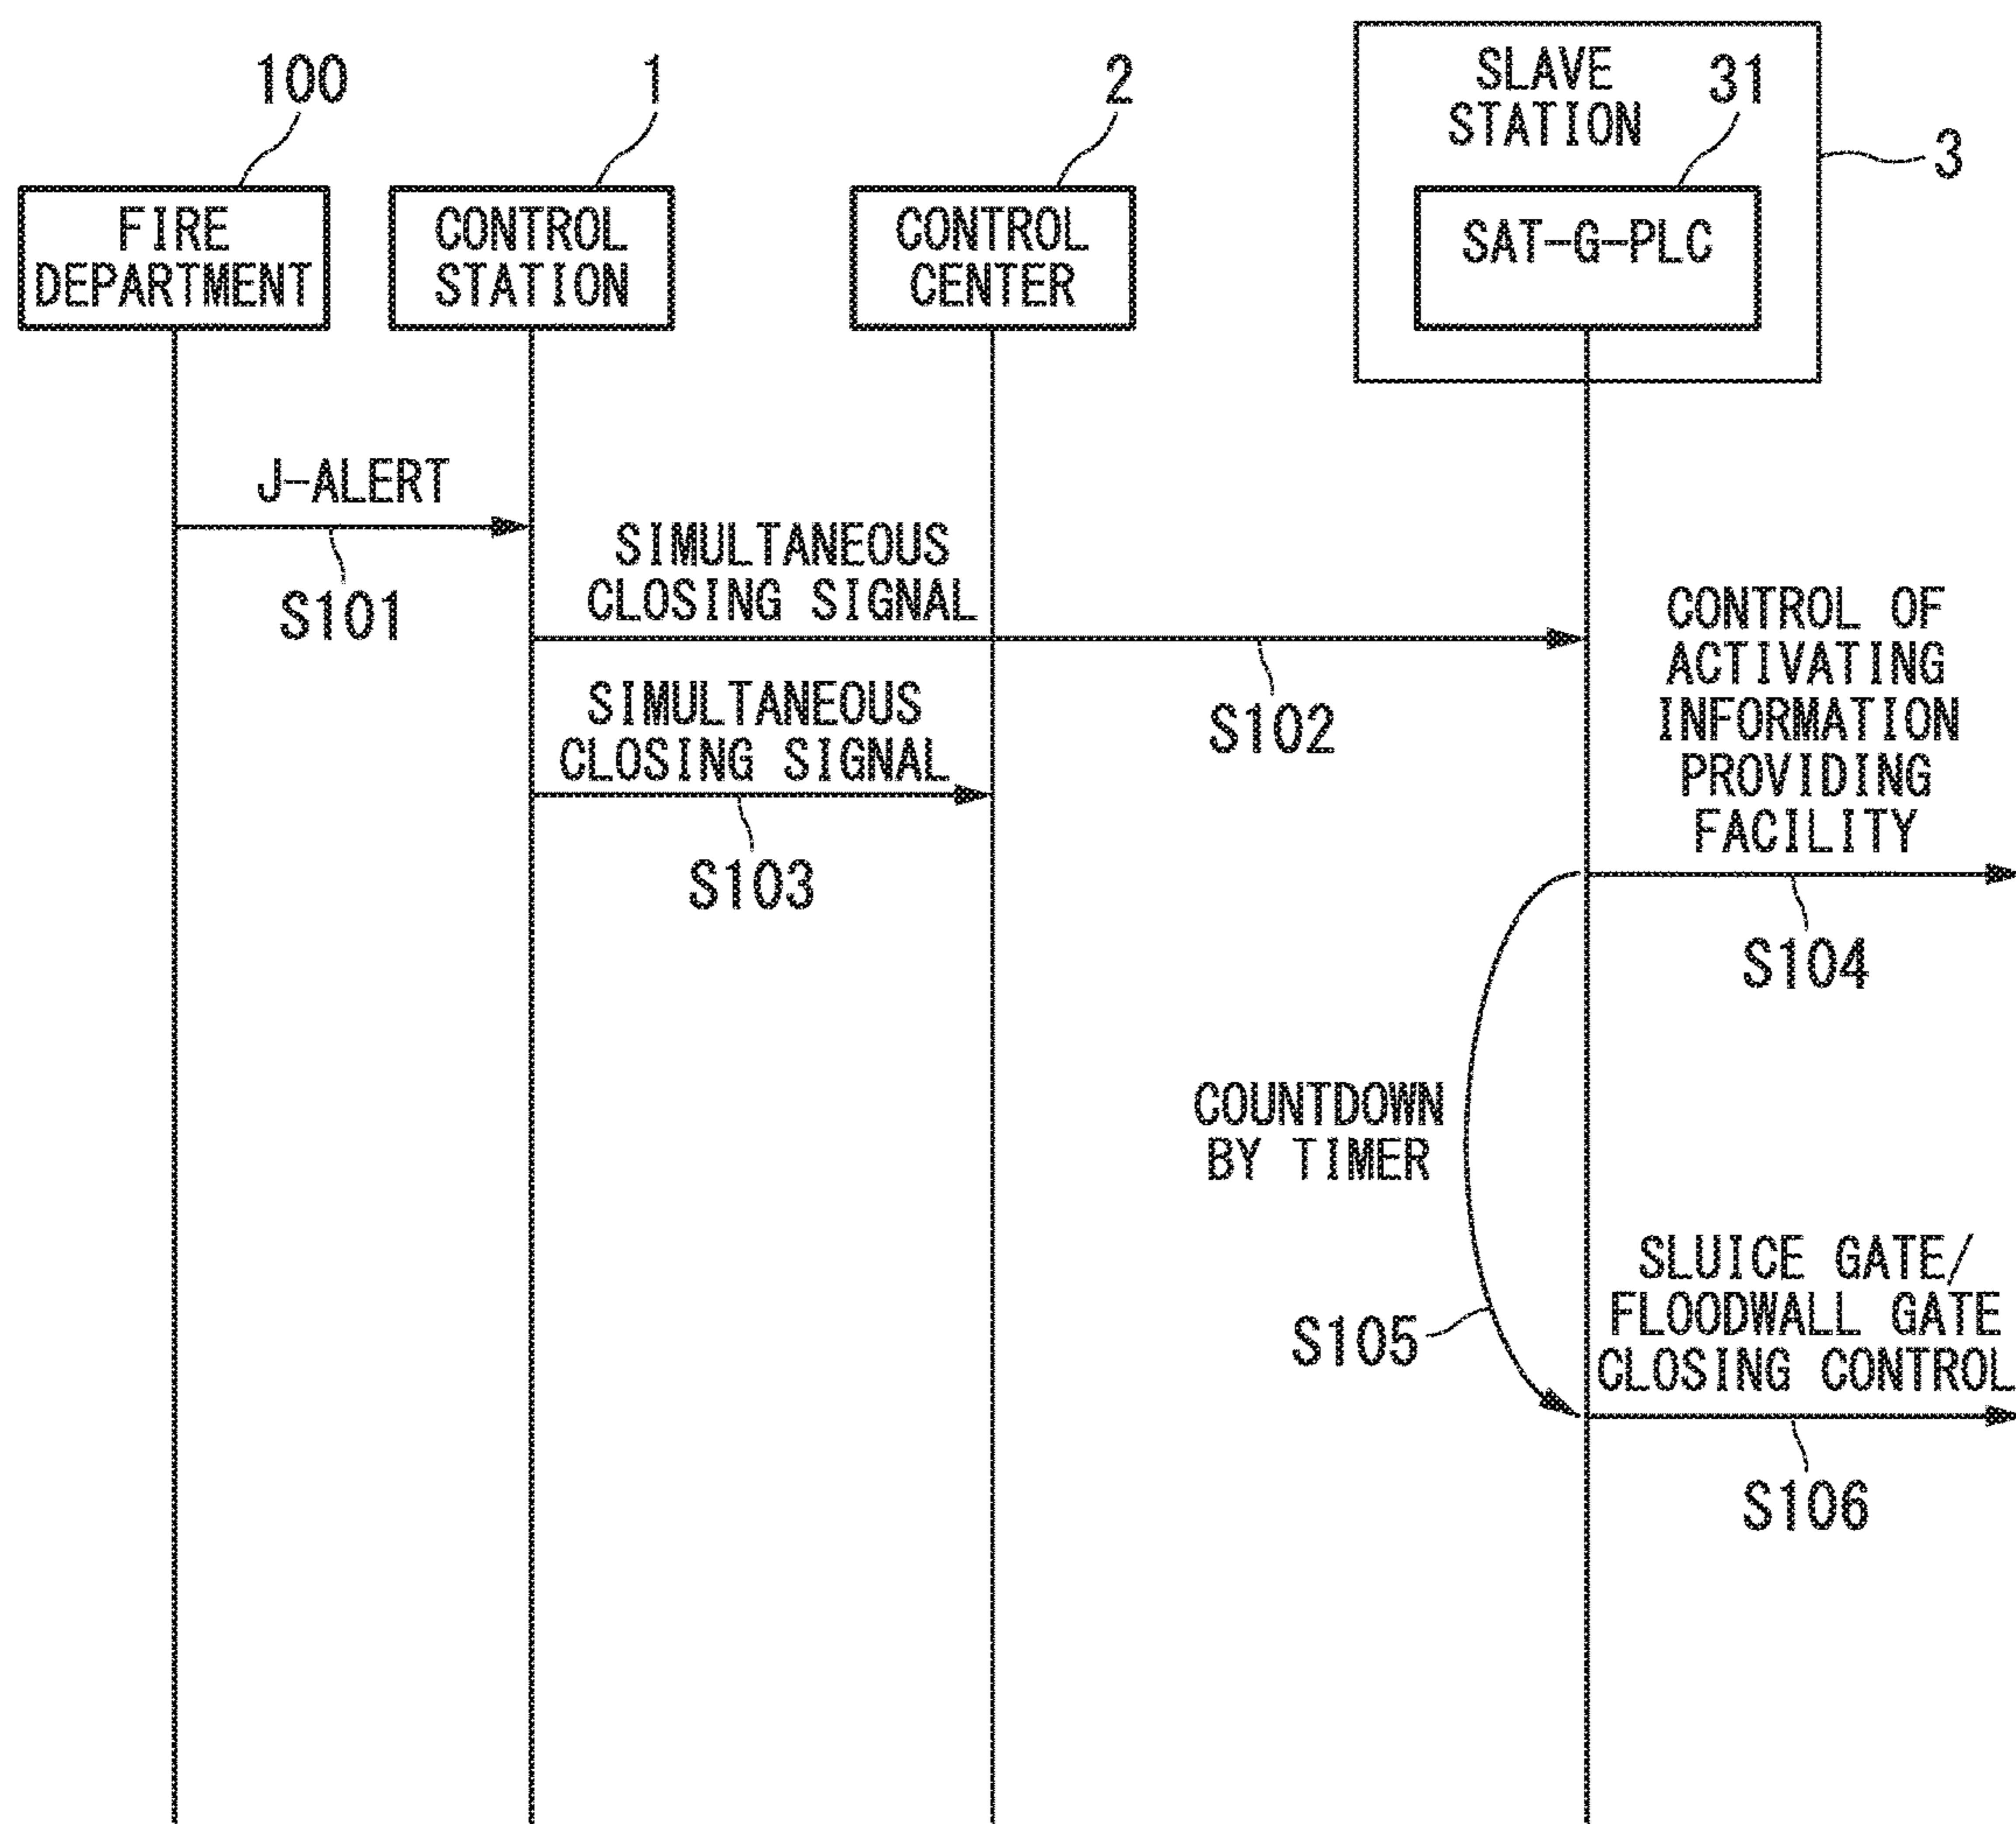 100
1
2
SLAVE
STATION
31
3
FIRE
DEPARTMENT
CONTROL
STATION
CONTROL
CENTER
SAT-G-PLC
J-ALERT
S101
SIMULTANEOUS
CLOSING SIGNAL
S102
SIMULTANEOUS
CLOSING SIGNAL
S103
CONTROL OF
ACTIVATING
INFORMATION
PROVIDING
FACILITY
S104
COUNTDOWN
BY TIMER
S105
SLUICE GATE/
FLOODWALL GATE
CLOSING CONTROL
S106